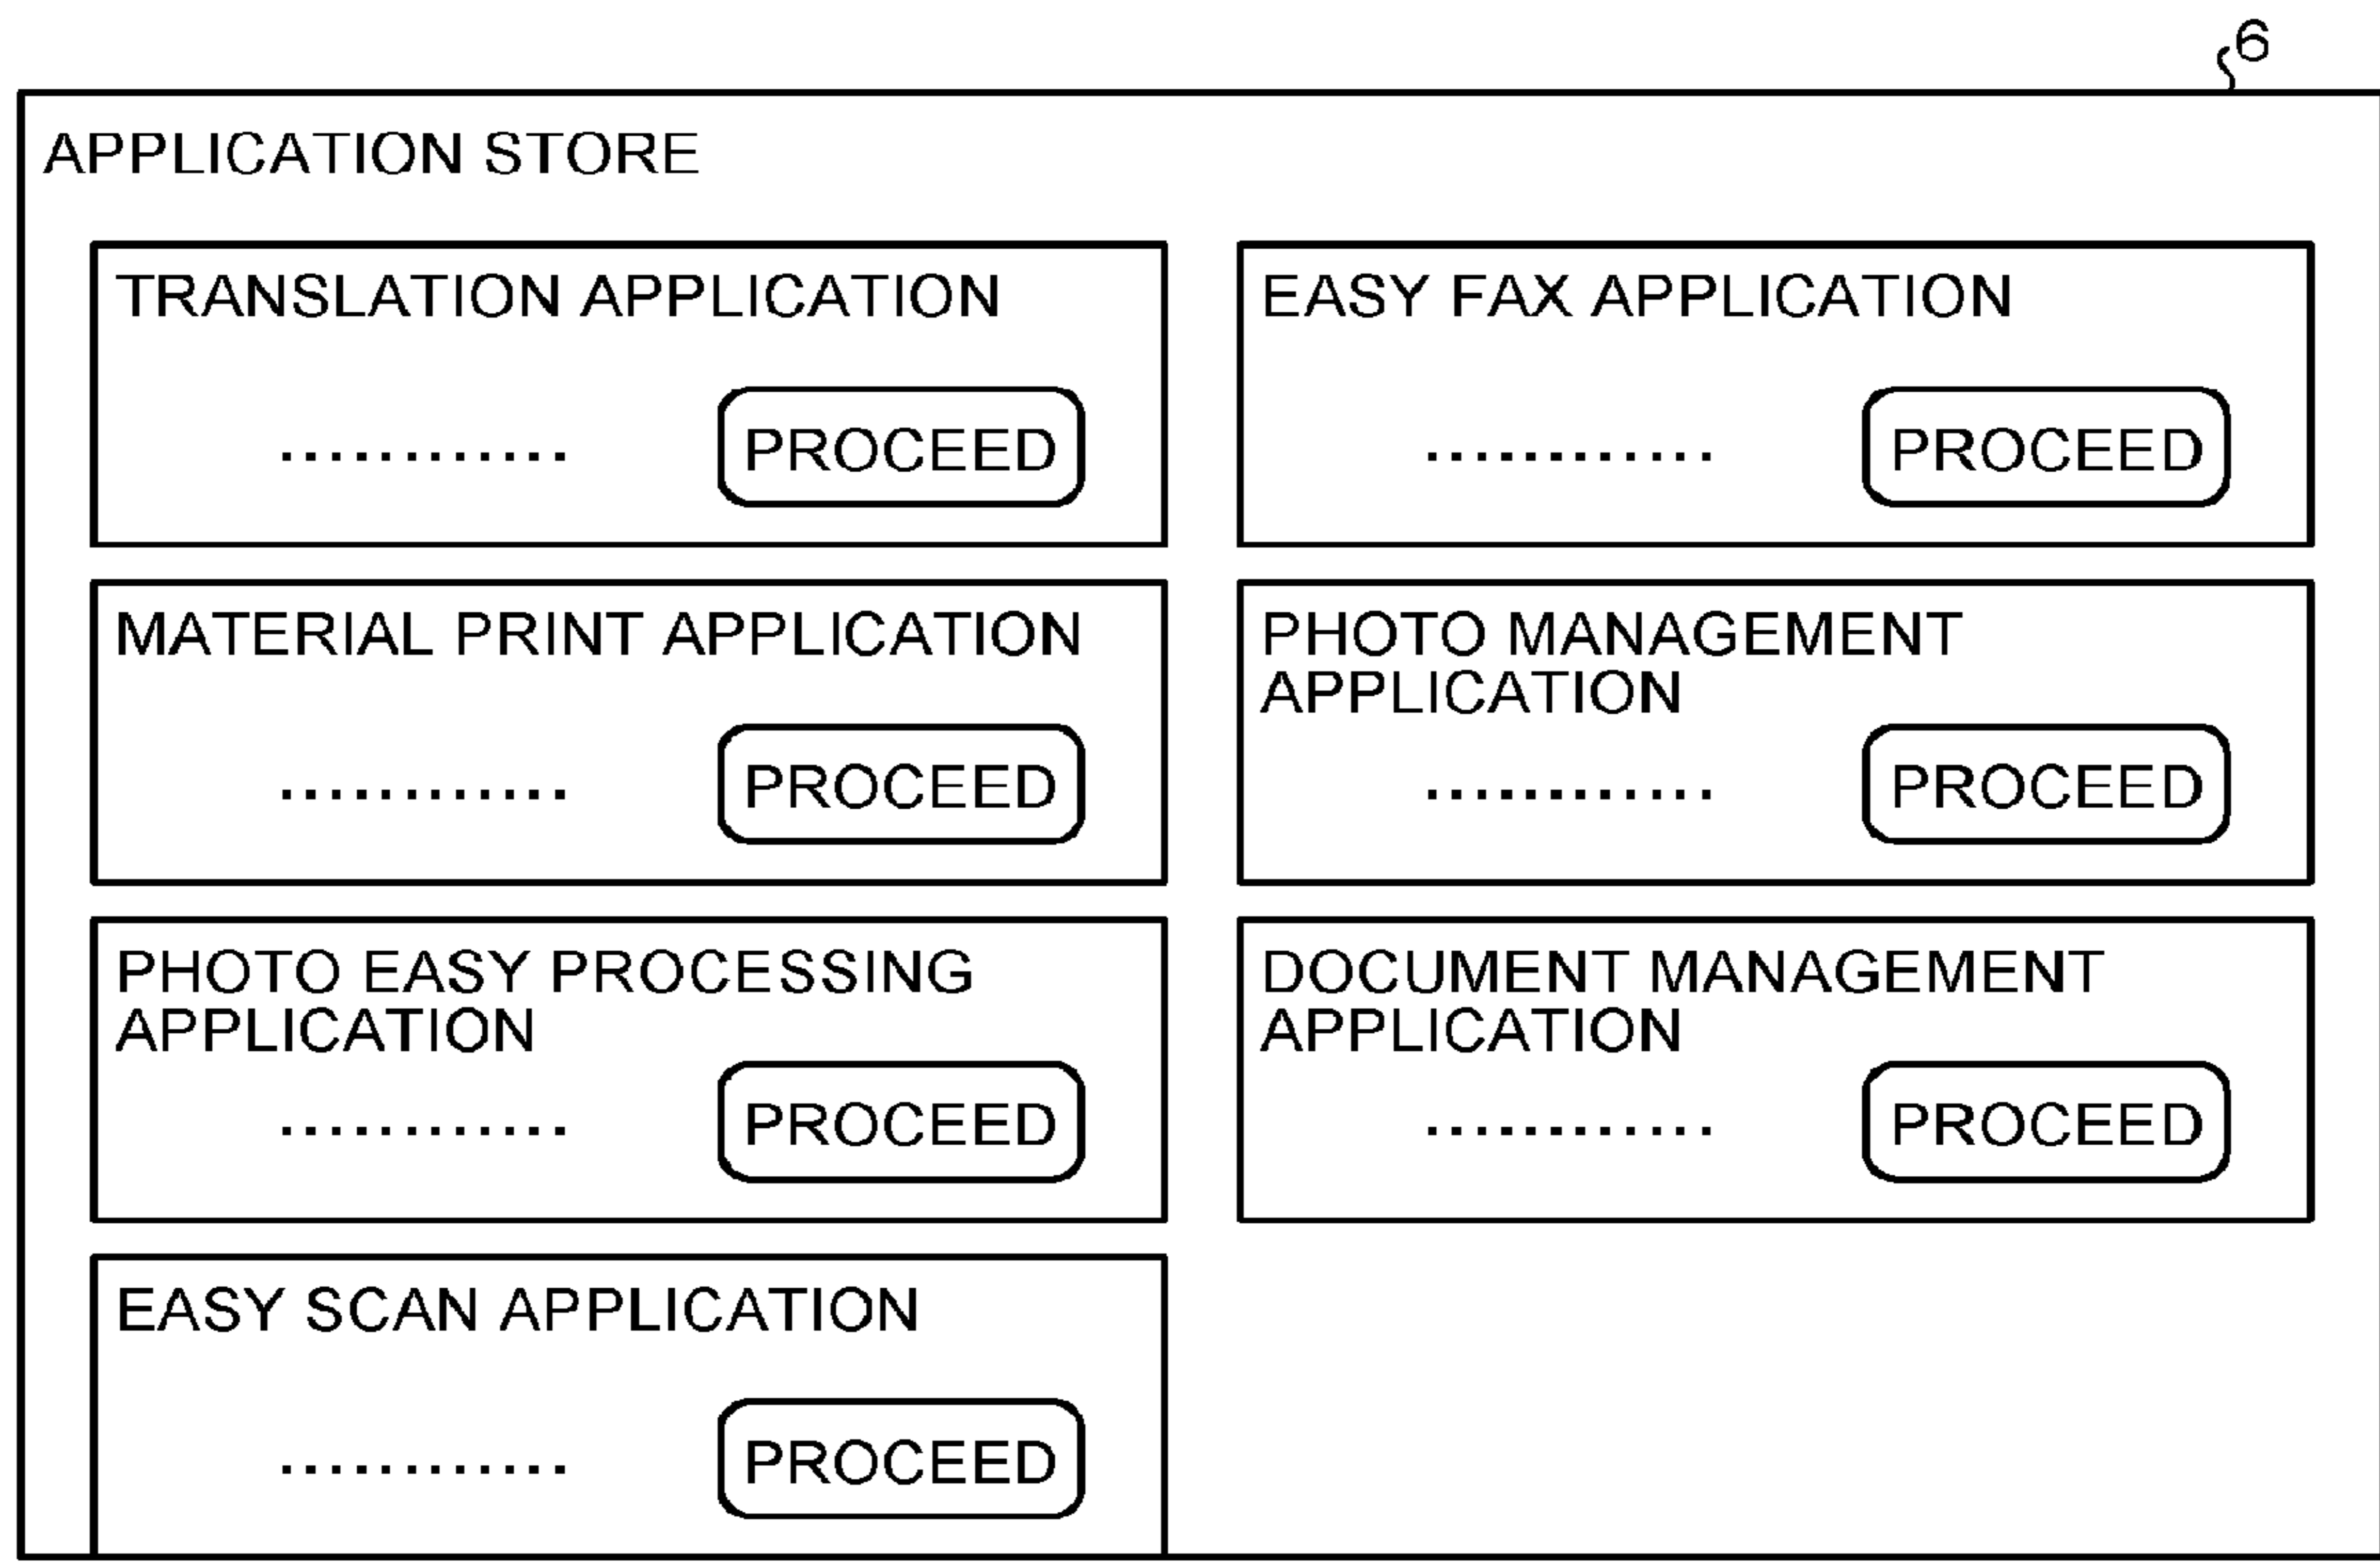 6
APPLICATION STORE
TRANSLATION APPLICATION
............ PROCEED
EASY FAX APPLICATION
............ PROCEED
MATERIAL PRINT APPLICATION
............ PROCEED
PHOTO MANAGEMENT
APPLICATION
............ PROCEED
PHOTO EASY PROCESSING
APPLICATION
............ PROCEED
DOCUMENT MANAGEMENT
APPLICATION
............ PROCEED
EASY SCAN APPLICATION
............ PROCEED